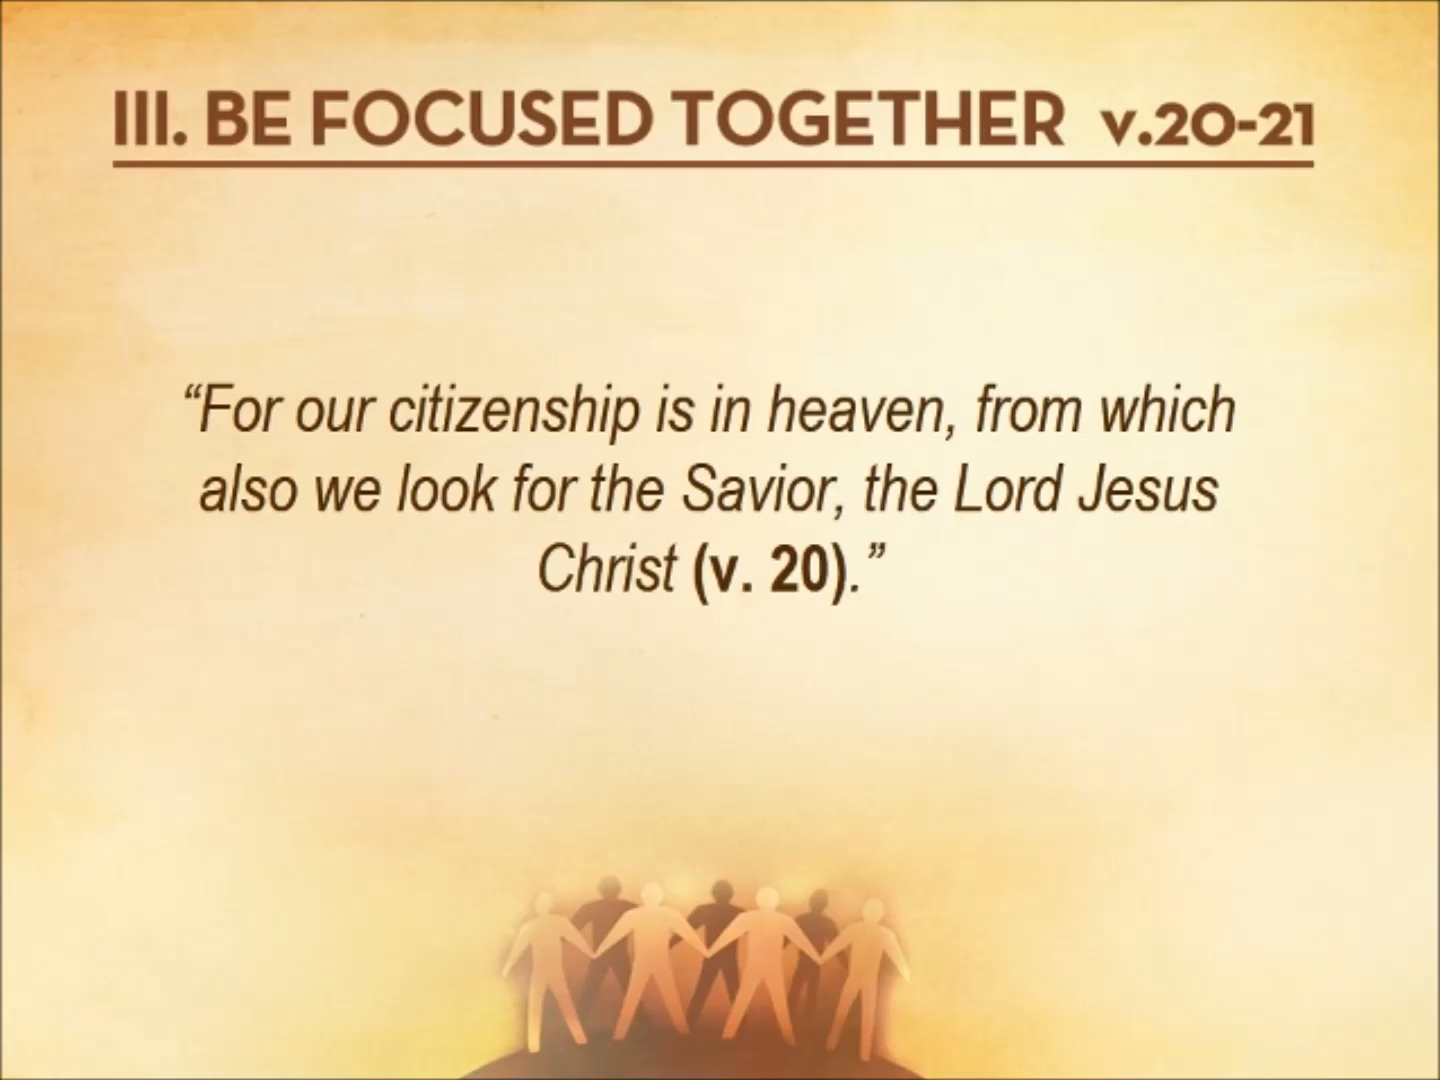 III. BE FOCUSED TOGETHER v.20-21
“For our citizenship is in heaven, from which
also we look for the Savior, the Lord Jesus
Christ (v. 20).”